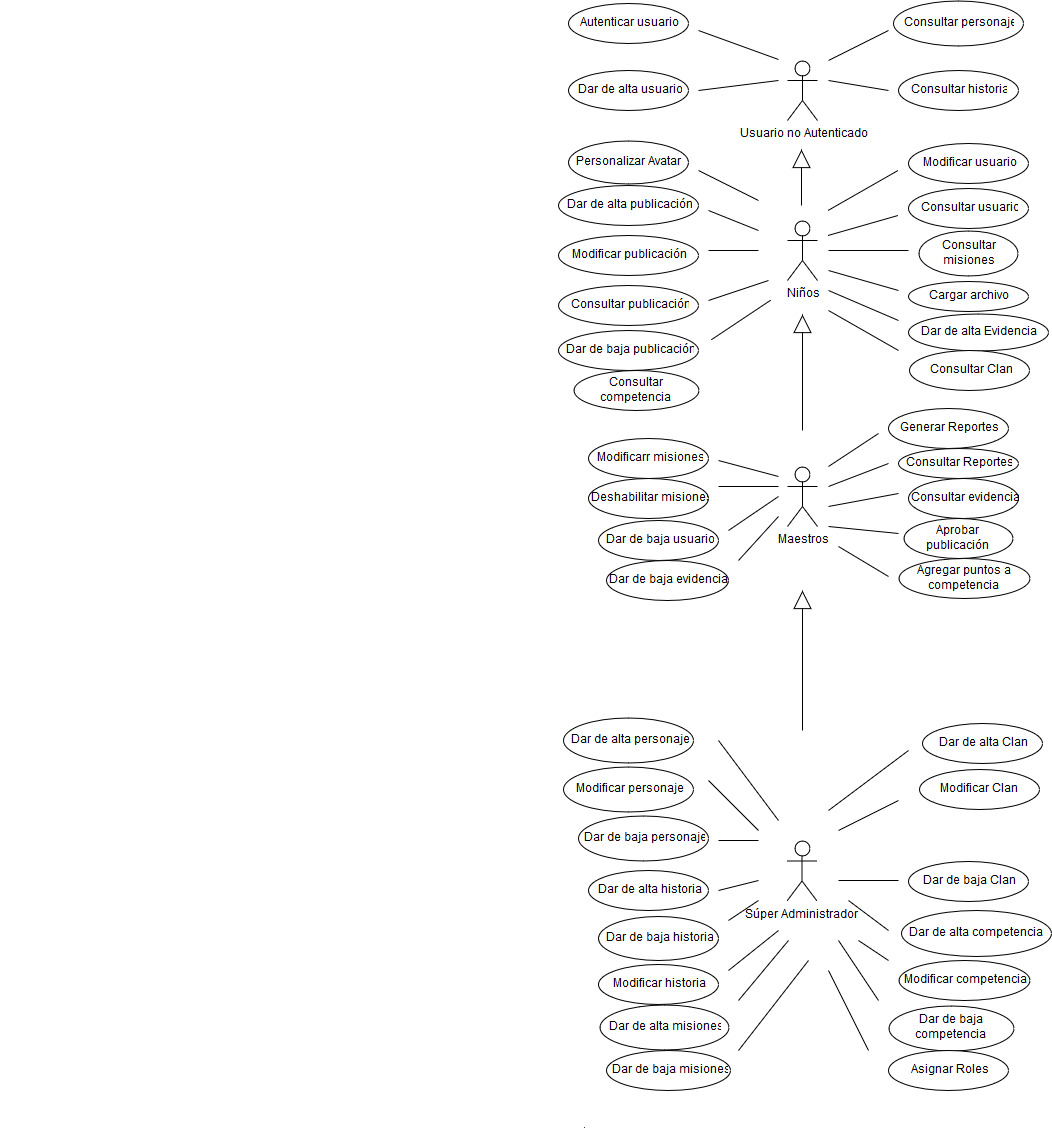 Autenticar usuario
Consultar personaje
Dar de alta usuario
Consultar historia
Usuario no Autenticado
Personalizar Avatar
Dar de alta publicación
Modificar publicación
Consultar publicación
Dar de baja publicación
Consultar
competencia
Modificar usuario
Consultar usuario
Consultar
misiones
Cargar archivo
Dar de alta Evidencia
Consultar Clan
Niños
Modificarr misiones
Deshabilitar misiones
Dar de baja usuario
Dar de baja evidencia
Generar Reportes
Consultar Reportes
Consultar evidencia
Aprobar
publicación
Agregar puntos a
competencia
Maestros
Dar de alta personaje
Modificar personaje
Dar de baja personaje
Dar de alta historia
Dar de baja historia
Modificar historia
Dar de alta misiones
Dar de baja misiones
Súper Administrador
Dar de alta Clan
Modificar Clan
Dar de baja Clan
Dar de alta competencia
Modificar competencia
Dar de baja
competencia
Asignar Roles